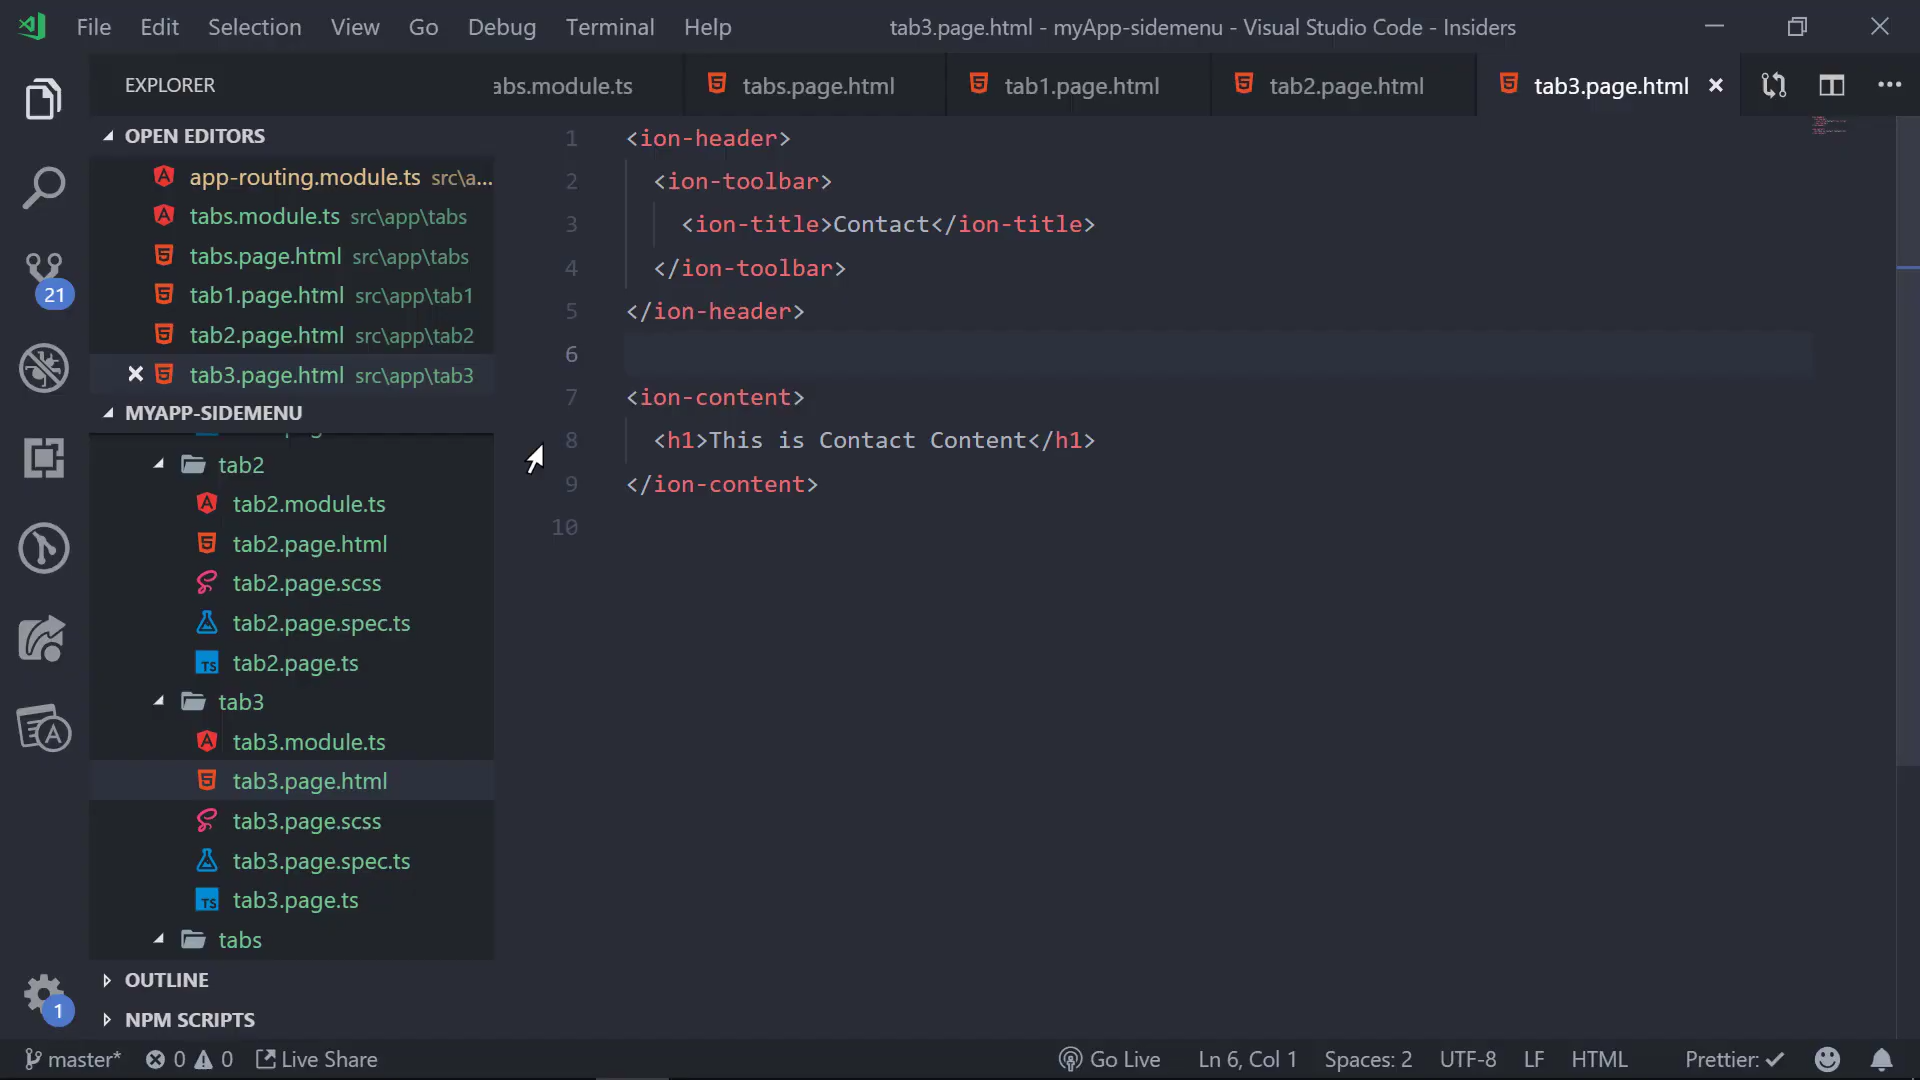 File Edit Selection View Go Debug Terminal Help
tab3.page.html - myApp-sidemenu - Visual Studio Code - Insiders
EXPLORER
abs.module.ts
tabs.page.html
tab1.page.html
tab2.page.html
tab3.page.html
OPEN EDITORS
app-routing.module.ts src\a...
tabs.module.ts src\app\tabs
tabs.page.html src\app\tabs
tab1.page.html src\app\tab1
tab2.page.html src\app\tab2
tab3.page.html src\app\tab3
MYAPP-SIDEMENU
tab2
tab2.module.ts
tab2.page.html
tab2.page.scss
tab2.page.spec.ts
TS tab2.page.ts
tab3
tab3.module.ts
tab3.page.html
tab3.page.scss
tab3.page.spec.ts
TS tab3.page.ts
tabs
OUTLINE
NPM SCRIPTS
21
1
1 <ion-header>
2 <ion-toolbar>
3 <ion-title>Contact</ion-title>
4 </ion-toolbar>
5 </ion-header>
6
7 <ion-content>
8 <h1>This is Contact Content</h1>
9 </ion-content>
10
master* 0 0 Live Share
Go Live Ln 6, Col 1 Spaces: 2 UTF-8 LF HTML Prettier: ✓